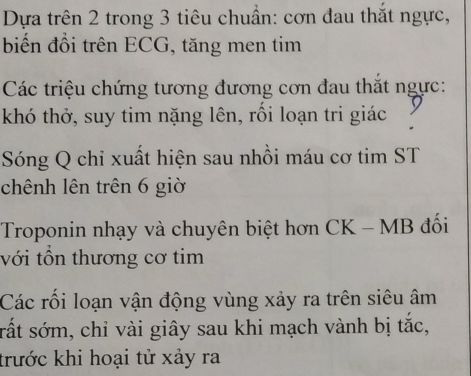 Dựa trên 2 trong 3 tiêu chuẩn: cơn đau thắt ngực,
biến đổi trên ECG, tăng men tim
Các triệu chứng tương đương cơn đau thắt ngực:
khó thở, suy tim nặng lên, rối loạn tri giác
Sóng Q chỉ xuất hiện sau nhồi máu cơ tim ST
chênh lên trên 6 giờ
Troponin nhạy và chuyên biệt hơn CK – MB đối
với tổn thương cơ tim
Các rối loạn vận động vùng xảy ra trên siêu âm
rất sớm, chỉ vài giây sau khi mạch vành bị tắc,
trước khi hoại tử xảy ra